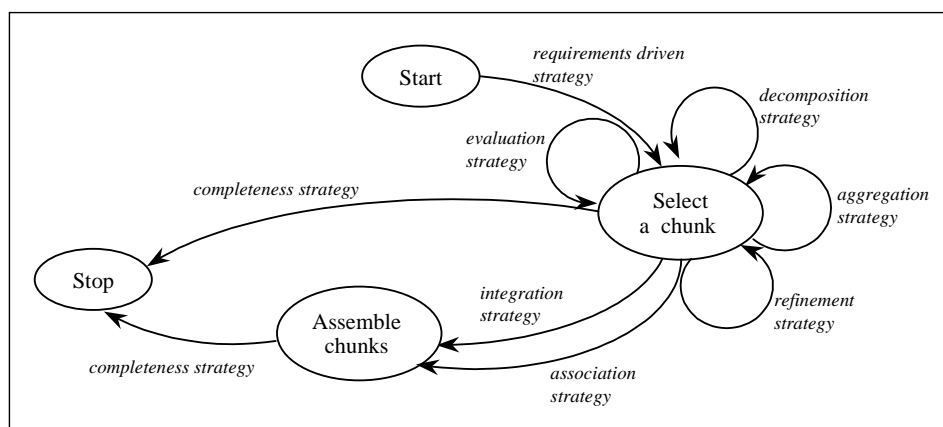 requirements driven
strategy
Start
decomposition
strategy
evaluation
strategy
completeness strategy
Select
a chunk
aggregation
strategy
Stop
integration
strategy
refinement
strategy
Assemble
chunks
completeness strategy
association
strategy